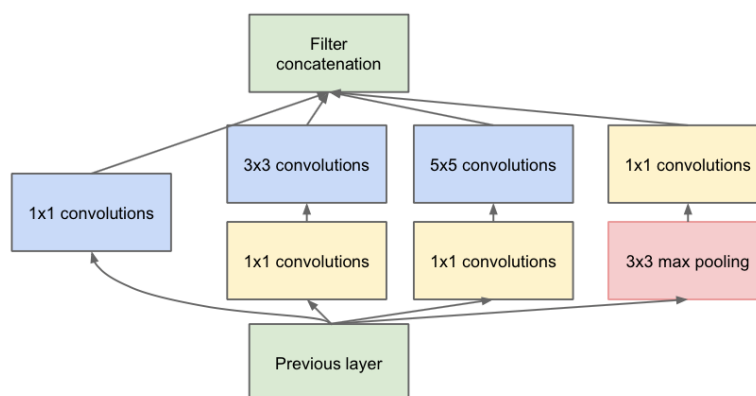 Filter
concatenation
3x3 convolutions
5x5 convolutions
1x1 convolutions
1x1 convolutions
1x1 convolutions
1x1 convolutions
3x3 max pooling
Previous layer